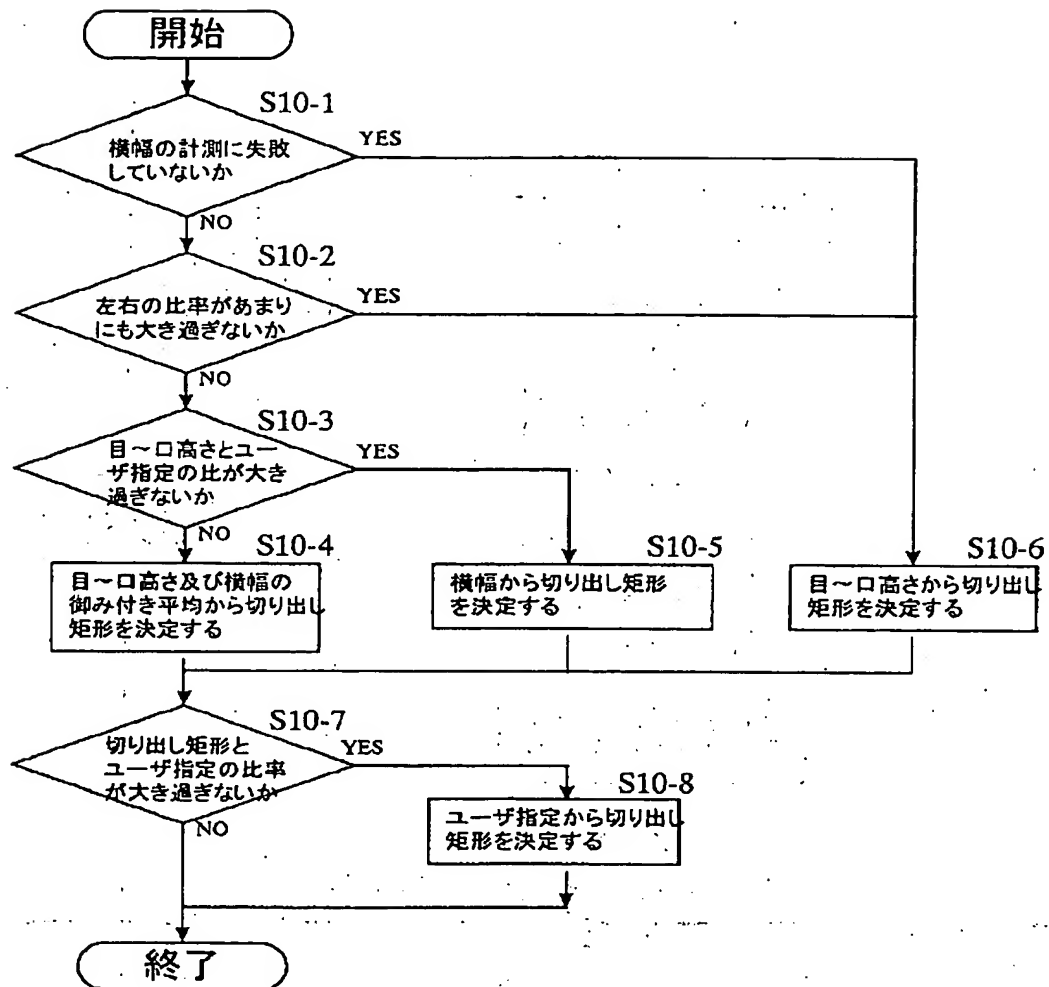 開始
S10-1
横幅の計測に失敗
していないか
YES
NO
S10-2
左右の比率があまり
にも大き過ぎないか
YES
NO
S10-3
目～口高さとユー
ザ指定の比が大き
過ぎないか
YES
NO
S10-4
目～口高さ及び横幅の
御み付き平均から切り出し
矩形を決定する
S10-5
横幅から切り出し矩形
を決定する
S10-6
目～口高さから切り出し
矩形を決定する
S10-7
切り出し矩形と
ユーザ指定の比率
が大き過ぎないか
YES
NO
S10-8
ユーザ指定から切り出し
矩形を決定する
終了